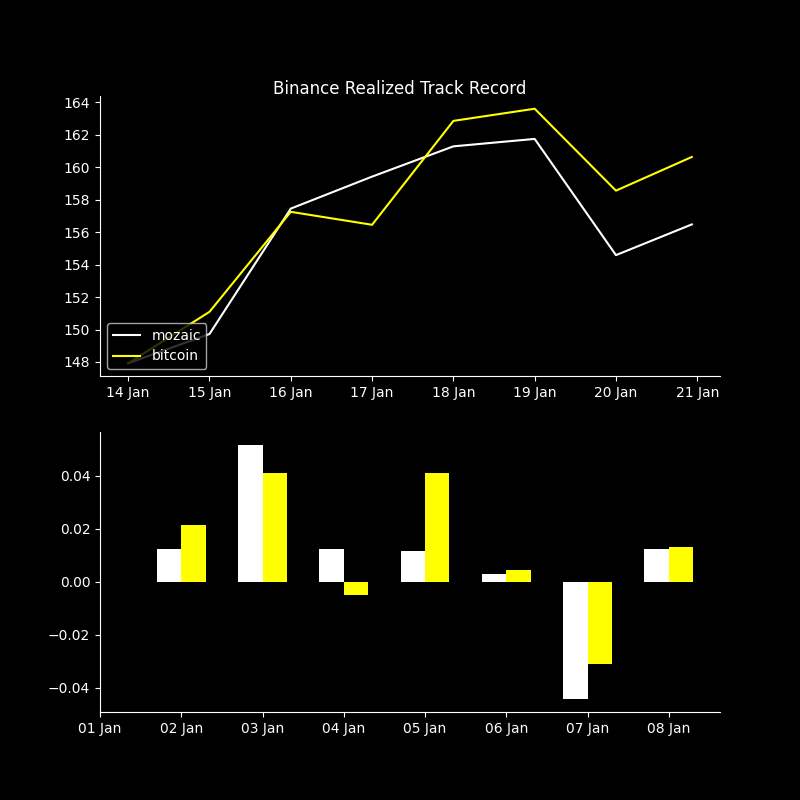 Binance Realized Track Record
164
162
160
158
156
154
152
150
148
mozaic
bitcoin
14 Jan 15 Jan 16 Jan 17 Jan 18 Jan 19 Jan 20 Jan 21 Jan
0.04
0.02
0.00
−0.02
−0.04
01 Jan 02 Jan 03 Jan 04 Jan 05 Jan 06 Jan 07 Jan 08 Jan